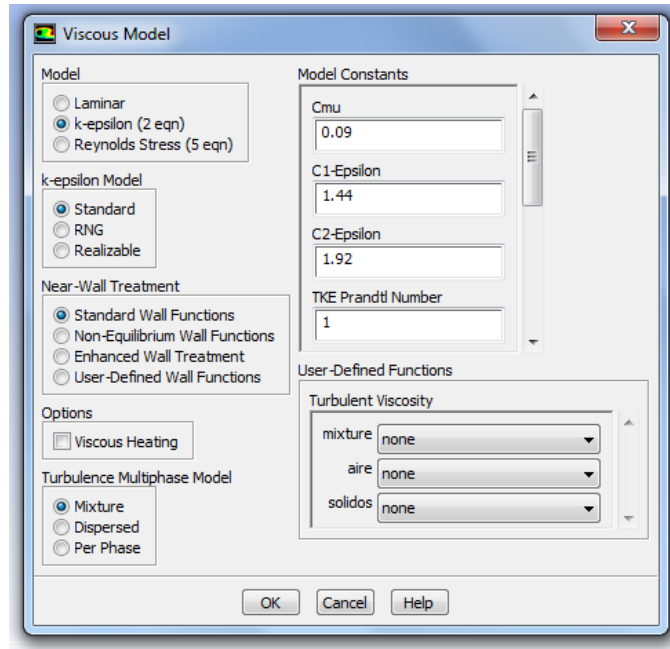 Viscous Model
Model
Laminar
k-epsilon (2 eqn)
Reynolds Stress (5 eqn)
k-epsilon Model
Standard
RNG
Realizable
Near-Wall Treatment
Standard Wall Functions
Non-Equilibrium Wall Functions
Enhanced Wall Treatment
User-Defined Wall Functions
Options
Viscous Heating
Turbulence Multiphase Model
Mixture
Dispersed
Per Phase
Model Constants
Cmu
0.09
C1-Epsilon
1.44
C2-Epsilon
1.92
TKE Prandtl Number
1
User-Defined Functions
Turbulent Viscosity
mixture none
aire none
solidos none
OK Cancel Help